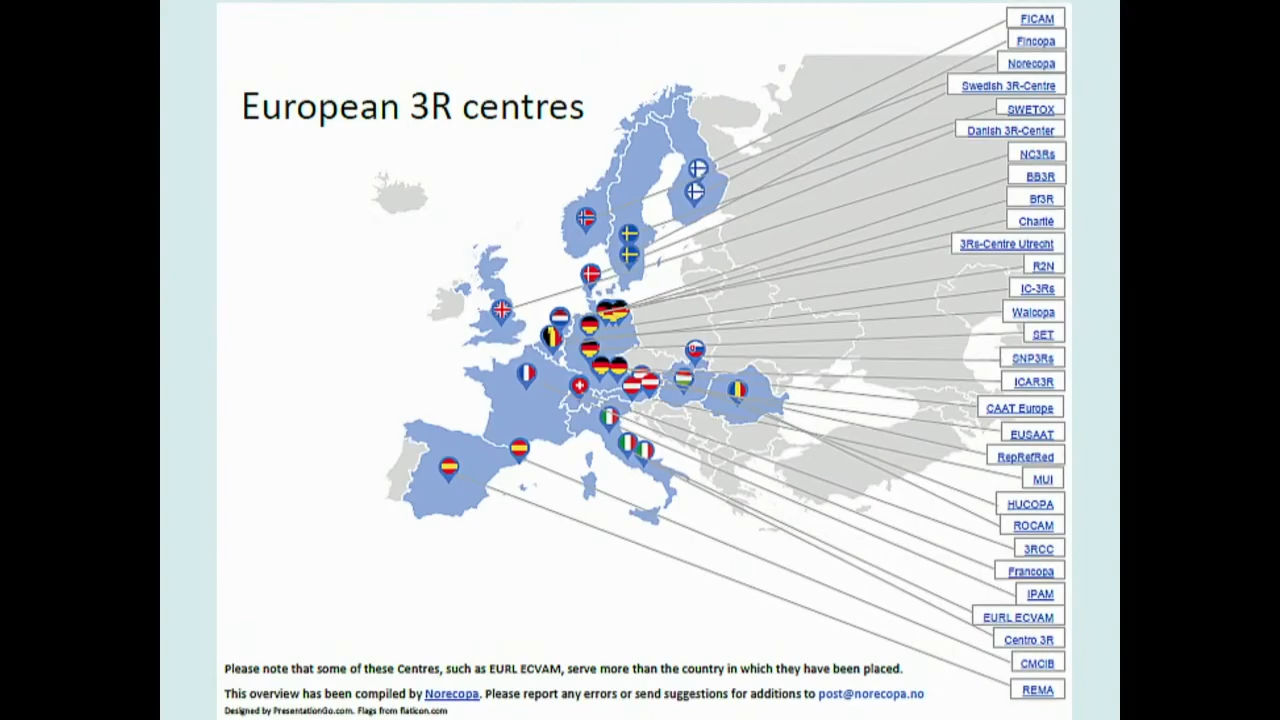 European 3R centres
FICAM
Fincopa
Norecopa
Swedish 3R-Centre
SWETOX
Danish 3R-Center
NC3Rs
BB3R
Bf3R
Charité
3Rs-Centre Utrecht
R2N
IC-3Rs
Walcopa
SET
SNP3Rs
ICAR3R
CAAT Europe
EUSAAT
RepRefRed
MUI
HUCOPA
ROCAM
3RCC
Francopa
IPAM
EURL ECVAM
Centro 3R
CMCIB
REMA
Please note that some of these Centres, such as EURL ECVAM, serve more than the country in which they have been placed.
This overview has been compiled by Norecopa. Please report any errors or send suggestions for additions to post@norecopa.no
Designed by PresentationGo.com. Flags from flaticon.com